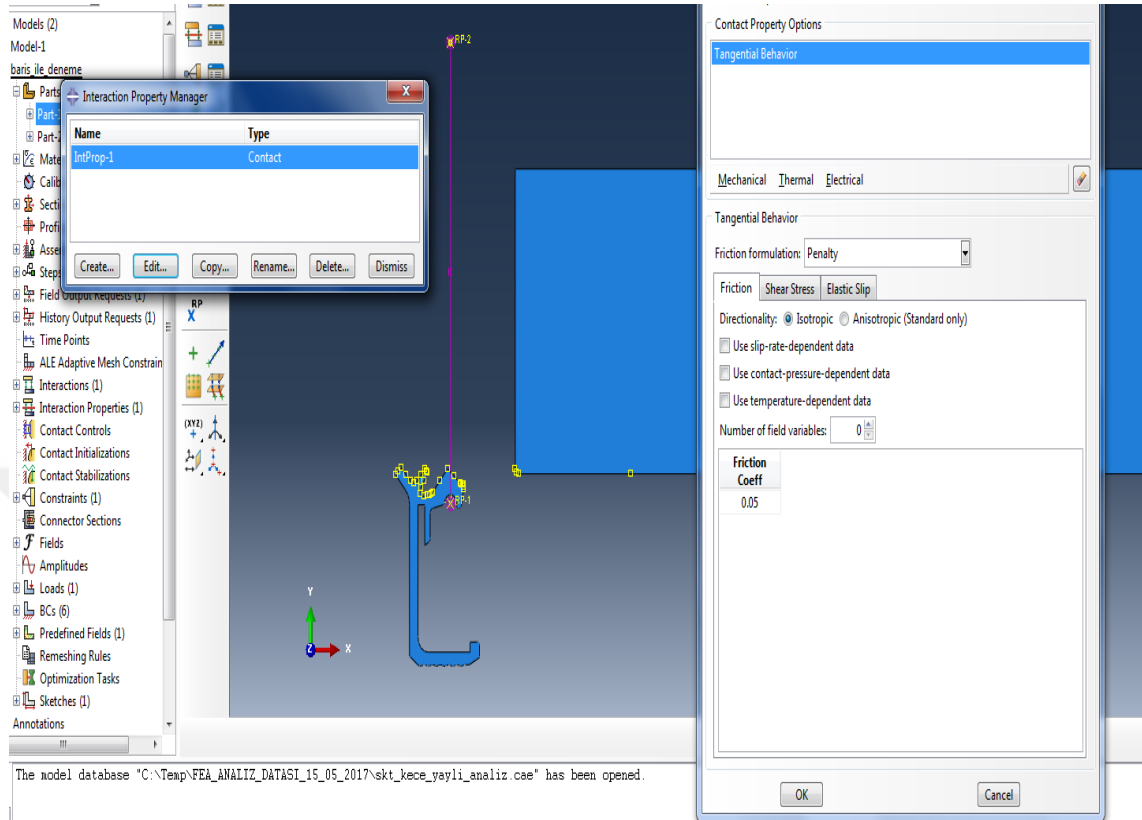 Models (2)
Model-1
baris_ile_deneme
Parts
Part-
Part-2
Mate
Calib
Secti
Profi
Asse
Steps
Field Output Requests (1)
History Output Requests (1)
Time Points
ALE Adaptive Mesh Constrain
Interactions (1)
Interaction Properties (1)
Contact Controls
Contact Initializations
Contact Stabilizations
Constraints (1)
Connector Sections
Fields
Amplitudes
Loads (1)
BCs (6)
Predefined Fields (1)
Remeshing Rules
Optimization Tasks
Sketches (1)
Annotations
Interaction Property Manager
Name Type
IntProp-1 Contact
Create... Edit... Copy... Rename... Delete... Dismiss
RP
(XYZ)
RP-2
RP-1
Y
Z X
Contact Property Options
Tangential Behavior
Mechanical Thermal Electrical
Tangential Behavior
Friction formulation: Penalty
Friction Shear Stress Elastic Slip
Directionality: Isotropic Anisotropic (Standard only)
Use slip-rate-dependent data
Use contact-pressure-dependent data
Use temperature-dependent data
Number of field variables: 0
Friction
Coeff
0.05
OK Cancel
The model database "C:\Temp\FEA_ANALIZ_DATASI_15_05_2017\skt_kece_yayli_analiz.cae" has been opened.